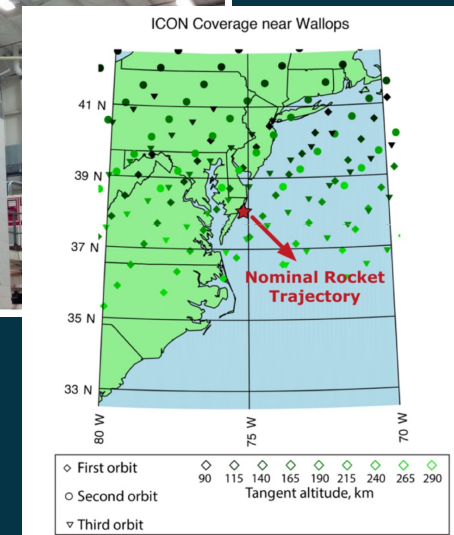 ICON Coverage near Wallops
41 N
39 N
37 N
35 N
33 N
Nominal Rocket
Trajectory
80 W
75 W
70 W
First orbit
Second orbit
Third orbit
90 115 140 165 190 215 240 265 290
Tangent altitude, km